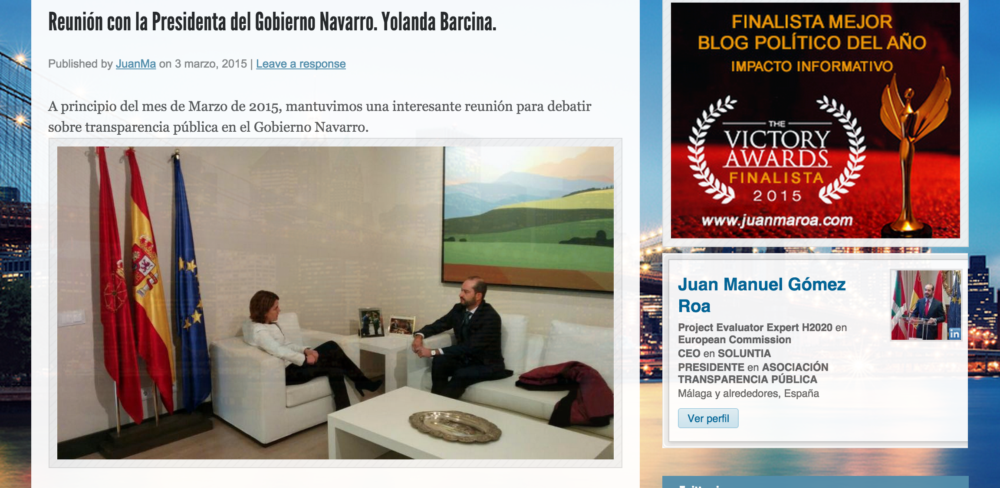 Reunión con la Presidenta del Gobierno Navarro. Yolanda Barcina.
Published by JuanMa on 3 marzo, 2015 | Leave a response
A principio del mes de Marzo de 2015, mantuvimos una interesante reunión para debatir
sobre transparencia pública en el Gobierno Navarro.
FINALISTA MEJOR
BLOG POLÍTICO DEL AÑO
IMPACTO INFORMATIVO
THE
VICTORY
AWARDS
FINALISTA
2015
www.juanmaroa.com
Juan Manuel Gómez
Roa
Project Evaluator Expert H2020 en
European Commission
CEO en SOLUNTIA
PRESIDENTE en ASOCIACIÓN
TRANSPARENCIA PÚBLICA
Málaga y alrededores, España
in
Ver perfil